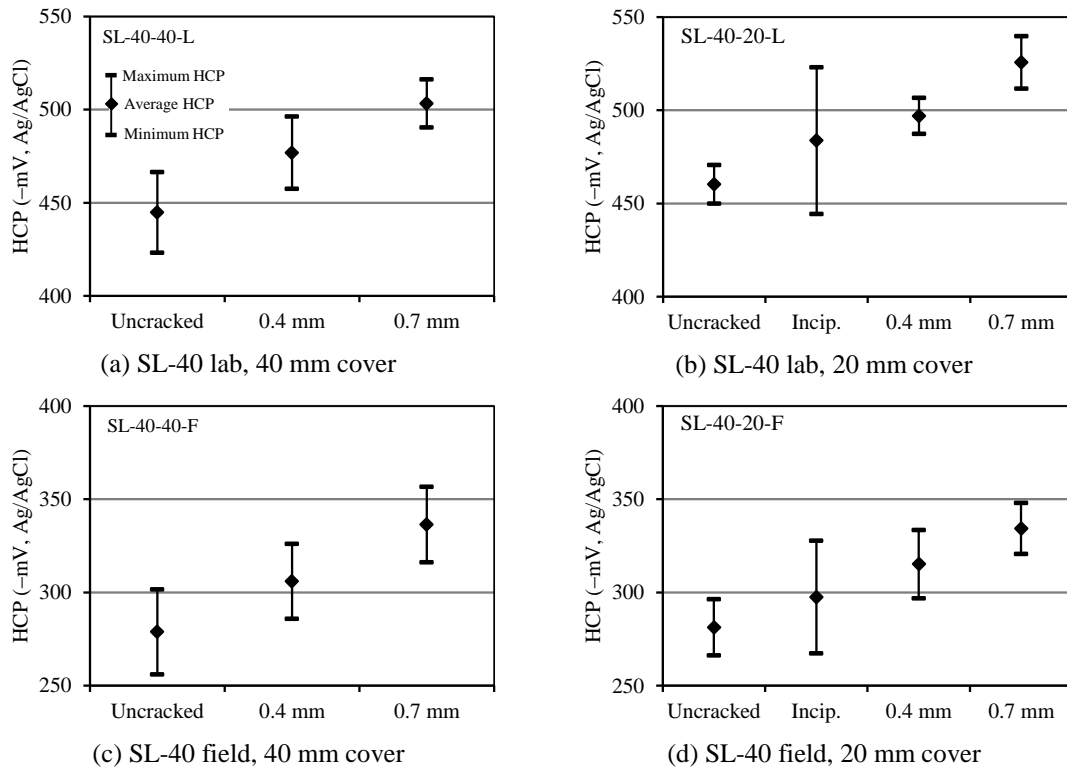 SL-40-40-L
Maximum HCP
Average HCP
Minimum HCP
HCP (–mV, Ag/AgCl)
550
500
450
400
Uncracked 0.4 mm 0.7 mm
(a) SL-40 lab, 40 mm cover
SL-40-20-L
HCP (–mV, Ag/AgCl)
550
500
450
400
Uncracked Incip. 0.4 mm 0.7 mm
(b) SL-40 lab, 20 mm cover
SL-40-40-F
HCP (–mV, Ag/AgCl)
400
350
300
250
Uncracked 0.4 mm 0.7 mm
(c) SL-40 field, 40 mm cover
SL-40-20-F
HCP (–mV, Ag/AgCl)
400
350
300
250
Uncracked Incip. 0.4 mm 0.7 mm
(d) SL-40 field, 20 mm cover